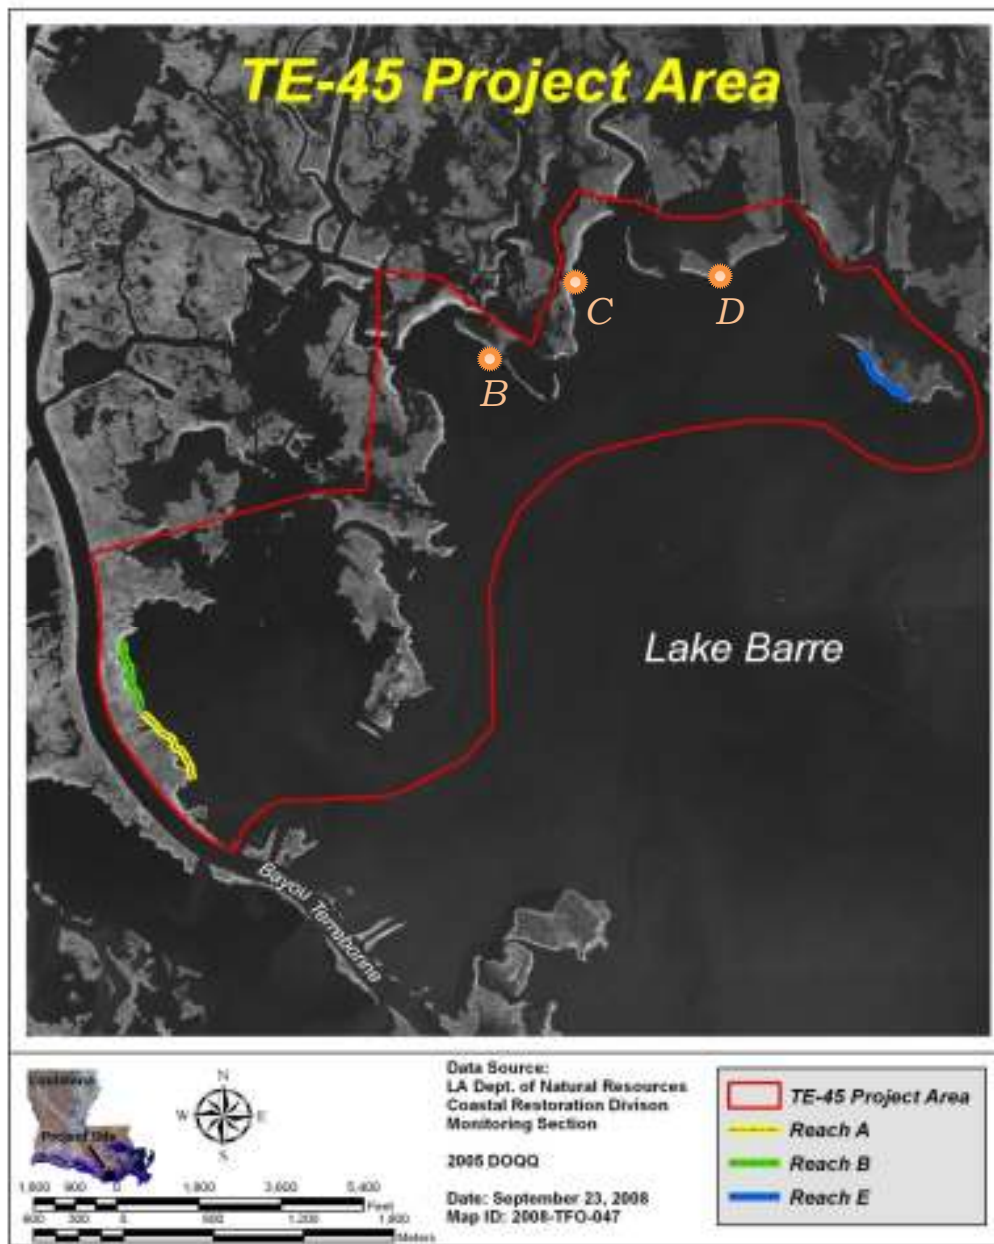 TE-45 Project Area
C
D
B
Lake Barre
Bayou Terrebonne
Louisiana
Project Site
N
W E
S
Data Source:
LA Dept. of Natural Resources
Coastal Restoration Divison
Monitoring Section
2005 DOQQ
Date: September 23, 2008
Map ID: 2008-TFO-047
TE-45 Project Area
Reach A
Reach B
Reach E
1,800 900 0 1,800 3,600 5,400
Feet
600 300 0 600 1,200 1,800
Meters